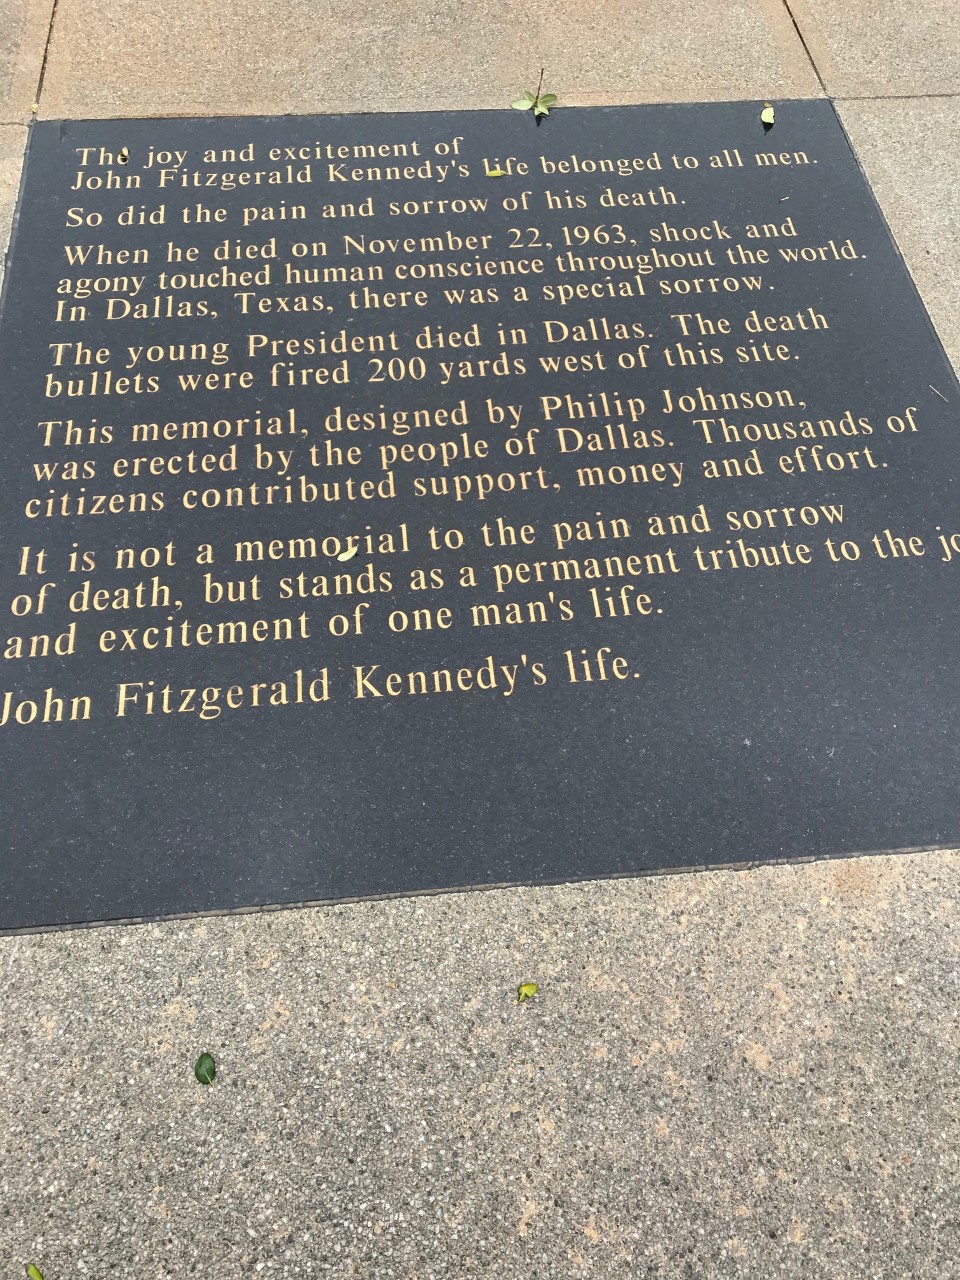 The joy and excitement of
John Fitzgerald Kennedy's life belonged to all men.
So did the pain and sorrow of his death.
When he died on November 22, 1963, shock and
agony touched human conscience throughout the world.
In Dallas, Texas, there was a special sorrow.
The young President died in Dallas. The death
bullets were fired 200 yards west of this site.
This memorial, designed by Philip Johnson,
was erected by the people of Dallas. Thousands of
citizens contributed support, money and effort.
It is not a memorial to the pain and sorrow
of death, but stands as a permanent tribute to the jo
and excitement of one man's life.
John Fitzgerald Kennedy's life.